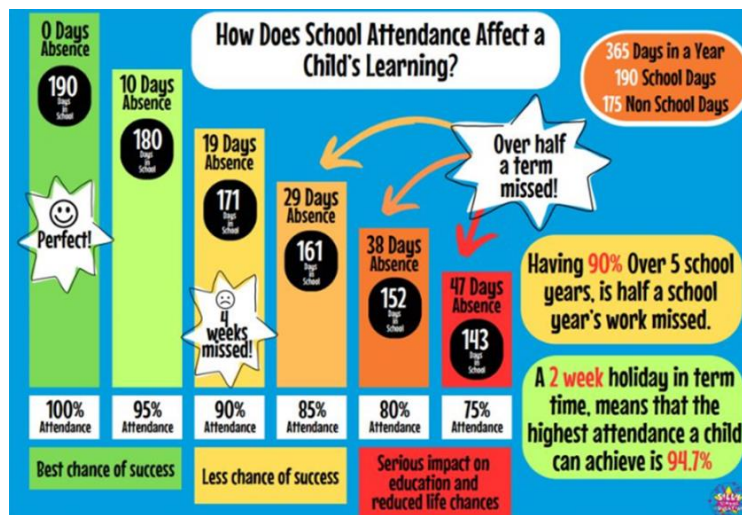 How Does School Attendance Affect a
Child's Learning?
365 Days in a Year
190 School Days
175 Non School Days
0 Days
Absence
190
Days
in
School
Perfect!
10 Days
Absence
180
Days
in
School
19 Days
Absence
171
Days
in
School
4
weeks
missed!
29 Days
Absence
161
Days
in
School
38 Days
Absence
152
Days
in
School
47 Days
Absence
143
Days
in
School
Over half
a term
missed!
Having 90% Over 5 school
years, is half a school
year's work missed.
A 2 week holiday in term
time, means that the
highest attendance a child
can achieve is 94.7%
100%
Attendance
95%
Attendance
90%
Attendance
85%
Attendance
80%
Attendance
75%
Attendance
Best chance of success
Less chance of success
Serious impact on
education and
reduced life chances